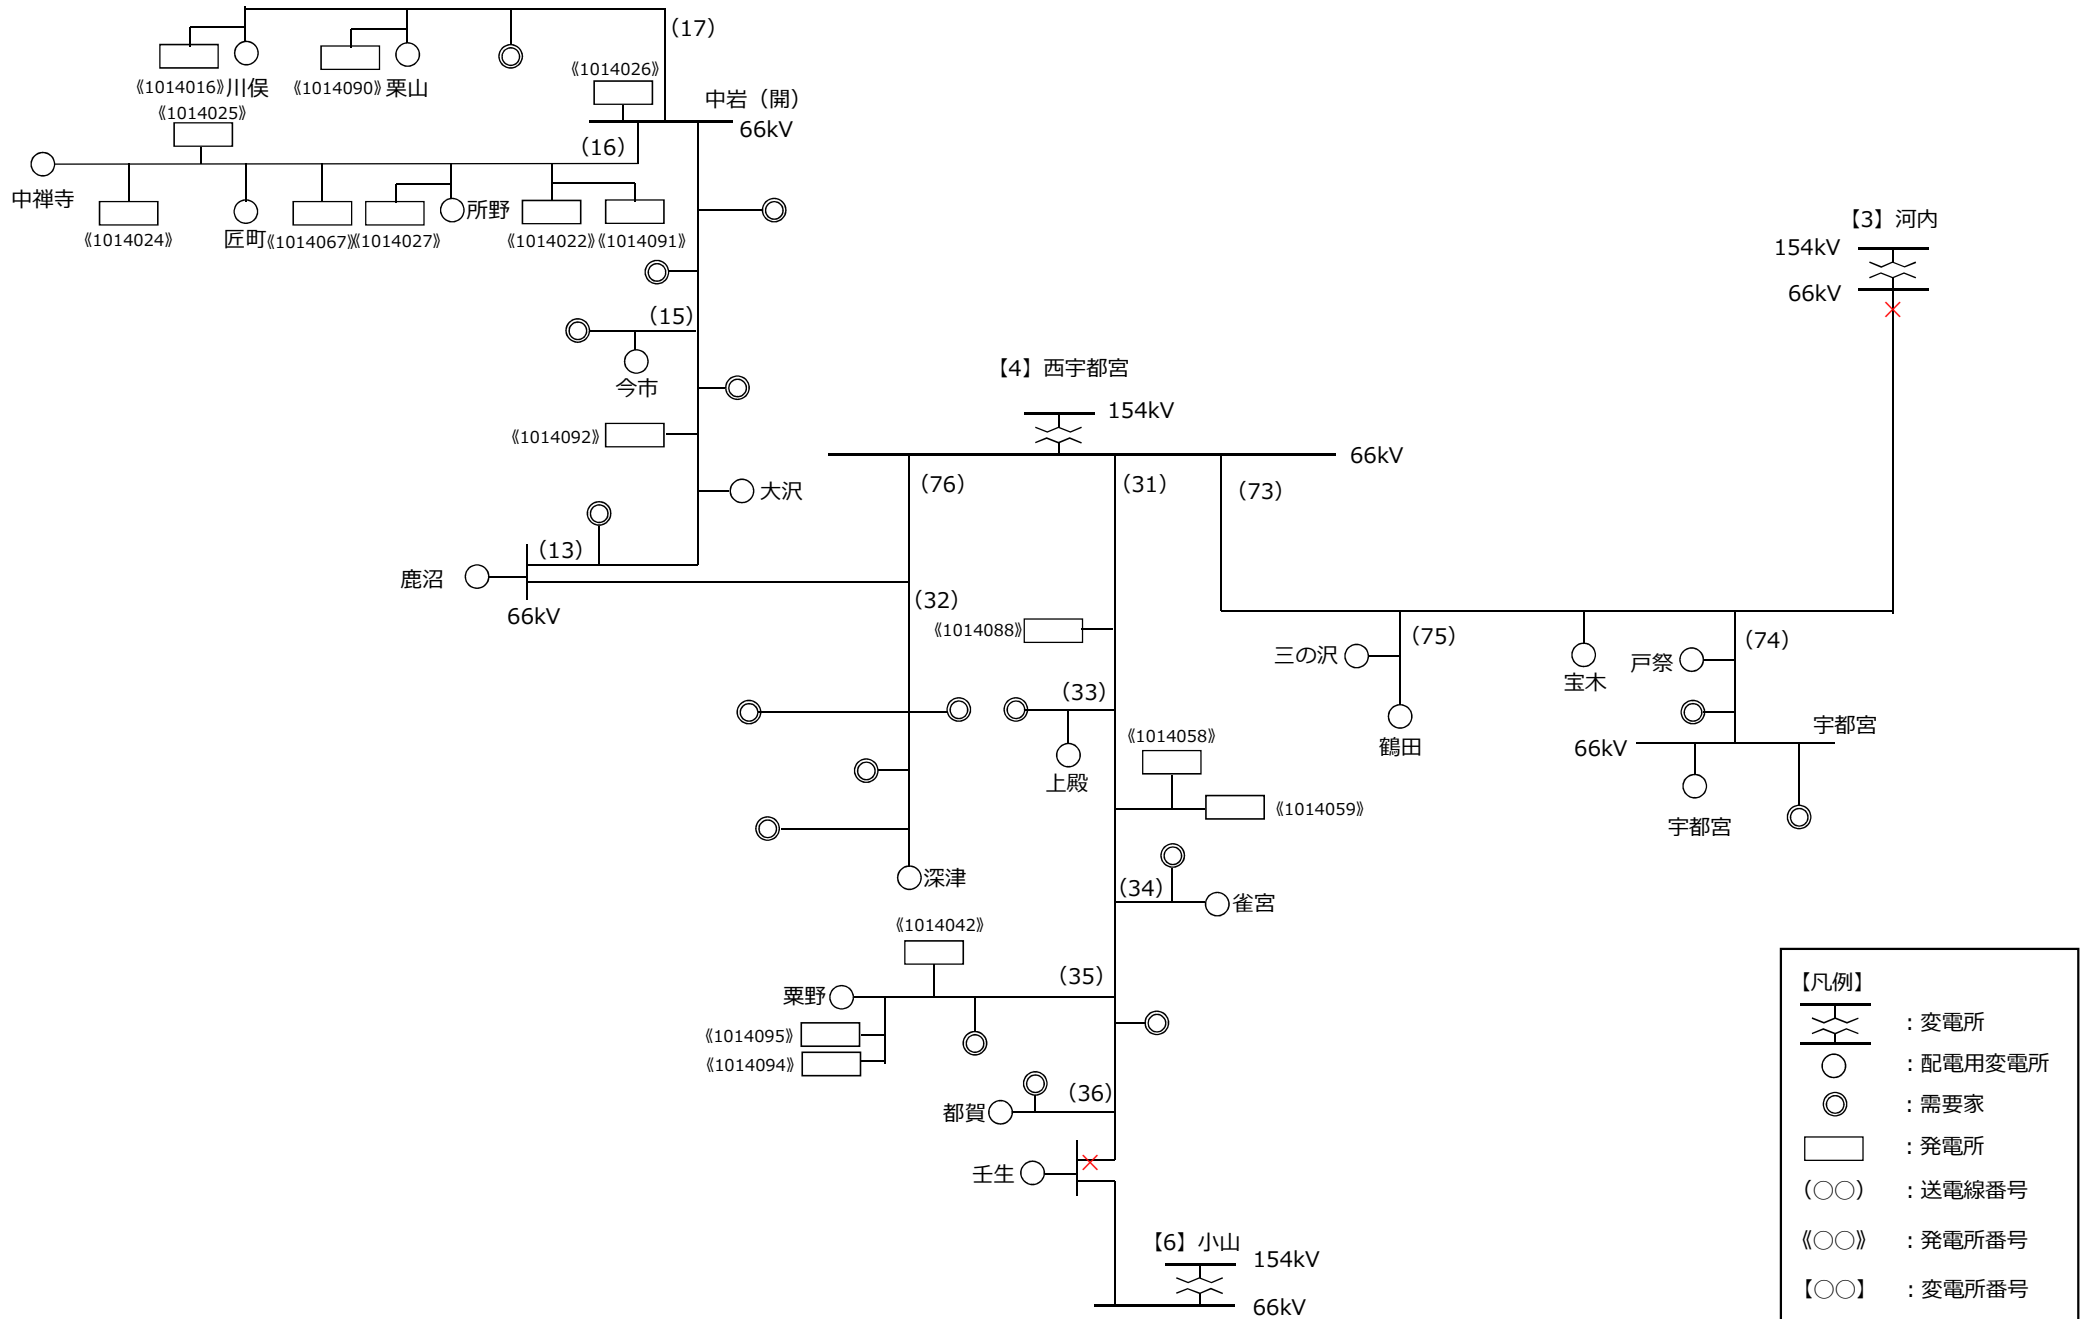 (17)
《1014016》
川俣
《1014090》
栗山
《1014026》
中岩（開）
66kV
《1014025》
(16)
中禅寺
《1014024》
匠町
《1014067》
《1014027》
所野
《1014022》
《1014091》
【3】河内
154kV
66kV
(15)
今市
《1014092》
大沢
【4】西宇都宮
154kV
66kV
(76)
(31)
(73)
(13)
鹿沼
66kV
(32)
《1014088》
(33)
上殿
三の沢
(75)
鶴田
宝木
戸祭
(74)
宇都宮
66kV
宇都宮
《1014058》
《1014059》
深津
(34)
雀宮
《1014042》
(35)
粟野
《1014095》
《1014094》
(36)
都賀
壬生
【6】小山
154kV
66kV
【凡例】
：変電所
：配電用変電所
：需要家
：発電所
(○○)：送電線番号
《○○》：発電所番号
【○○】：変電所番号